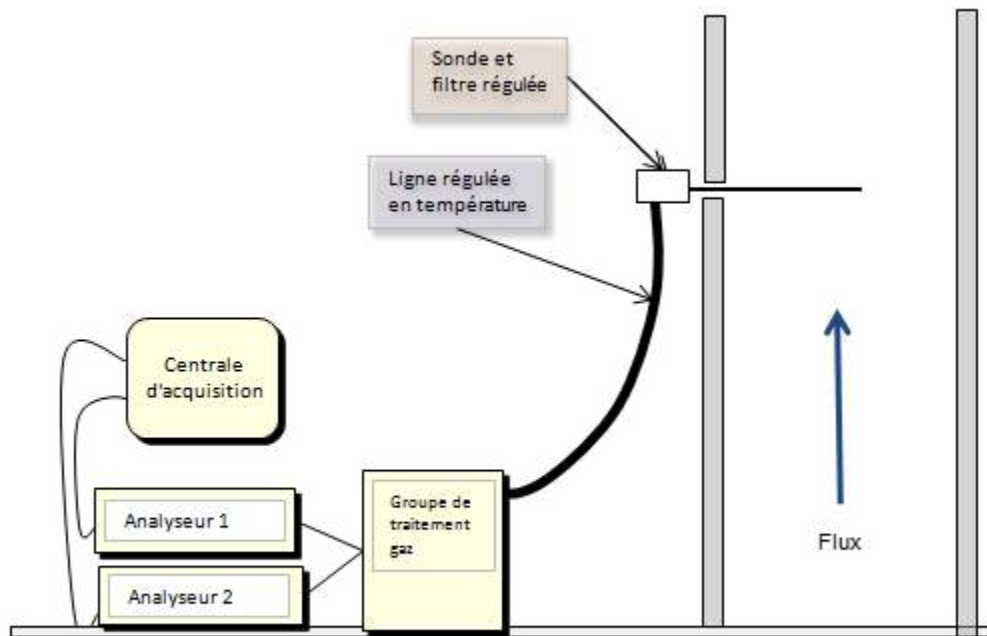 Sonde et
filtre régulée
Ligne régulée
en température
Centrale
d'acquisition
Analyseur 1
Analyseur 2
Groupe de
traitement
gaz
Flux